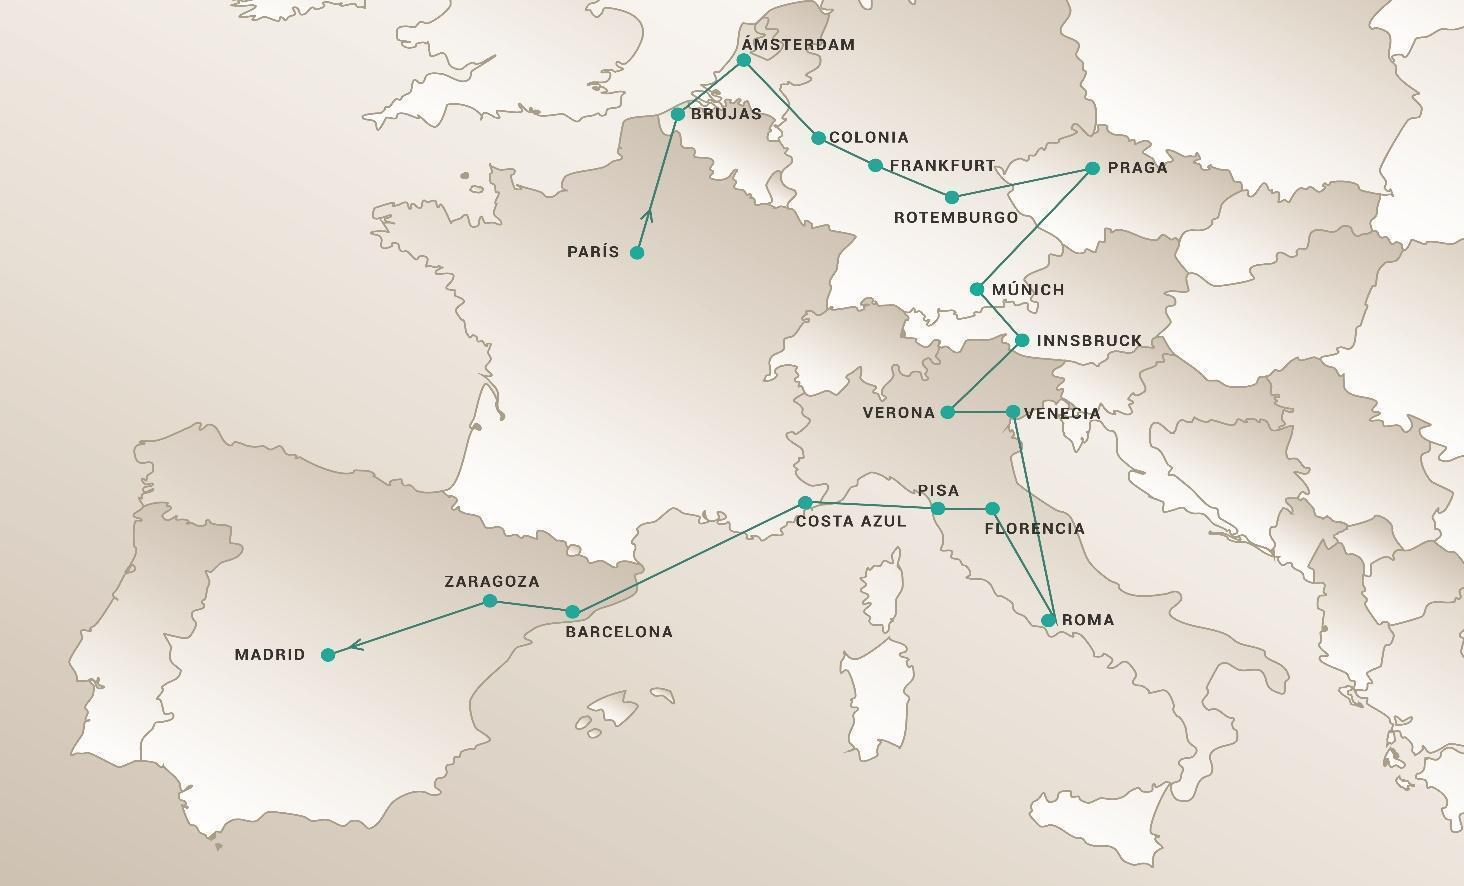 ÁMSTERDAM
BRUJAS
COLONIA
FRANKFURT
PRAGA
ROTEMBURGO
PARÍS
MÚNICH
INNSBRUCK
VERONA
VENECIA
PISA
COSTA AZUL
FLORENCIA
ZARAGOZA
ROMA
BARCELONA
MADRID